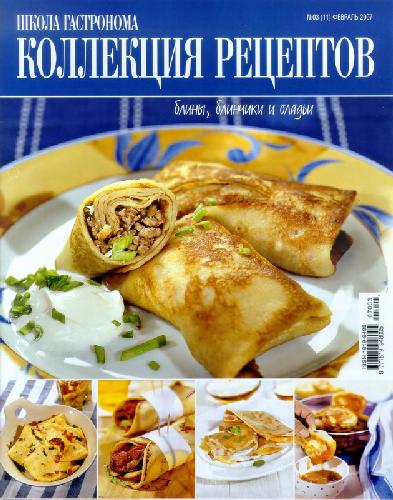 ШКОЛА ГАСТРОНОМА
№03 (11) ФЕВРАЛЬ 2007
КОЛЛЕКЦИЯ РЕЦЕПТОВ
блины, блинчики и оладьи